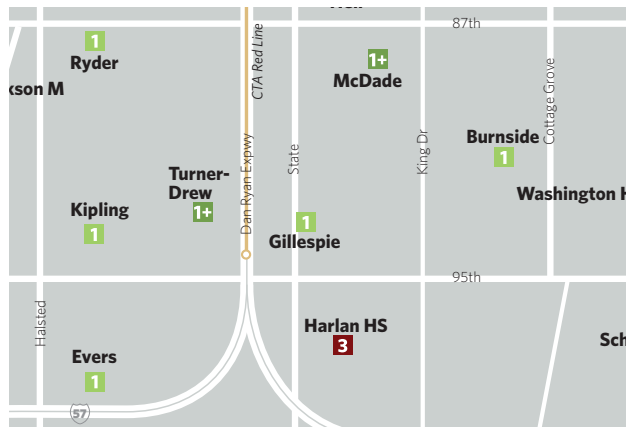 87th
1
Ryder
CTA Red Line
1+
McDade
kson M
Burnside
1
Cottage Grove
Turner-
Drew
1+
Dan Ryan Expwy
State
King Dr
Washington H
Kipling
1
1
Gillespie
95th
Halsted
Harlan HS
3
Sch
Evers
1
57